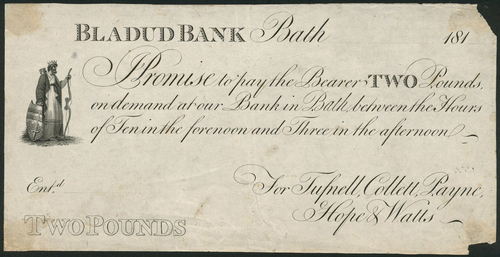 BLADUD BANK Bath 181
I Promise to pay the Bearer TWO Pounds,
on demand at our Bank in Bath, between the Hours
of Ten in the forenoon and Three in the afternoon
Ent.d For Tufnell, Collett, Payne,
Hope & Watts
TWO POUNDS